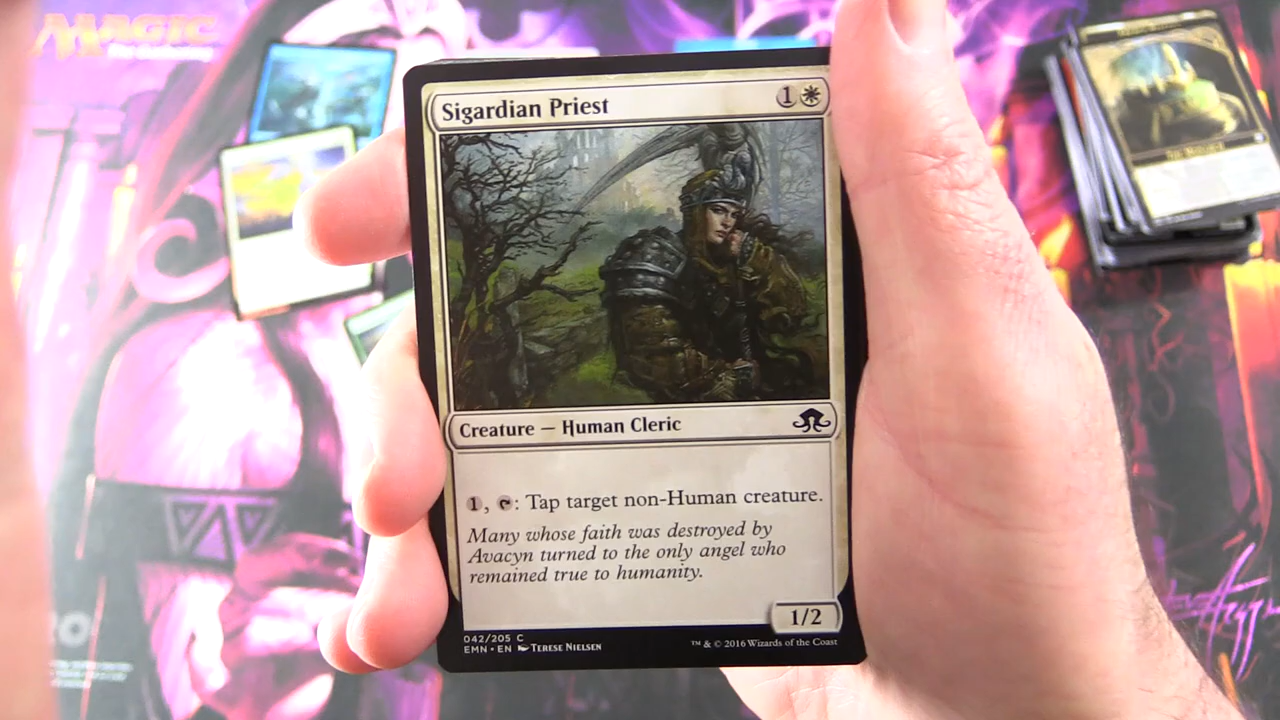 MAGIC
Sigardian Priest
1
Creature — Human Cleric
1, : Tap target non-Human creature.
Many whose faith was destroyed by
Avacyn turned to the only angel who
remained true to humanity.
1/2
042/205 C
EMN • EN TERESE NIELSEN
™ & © 2016 Wizards of the Coast